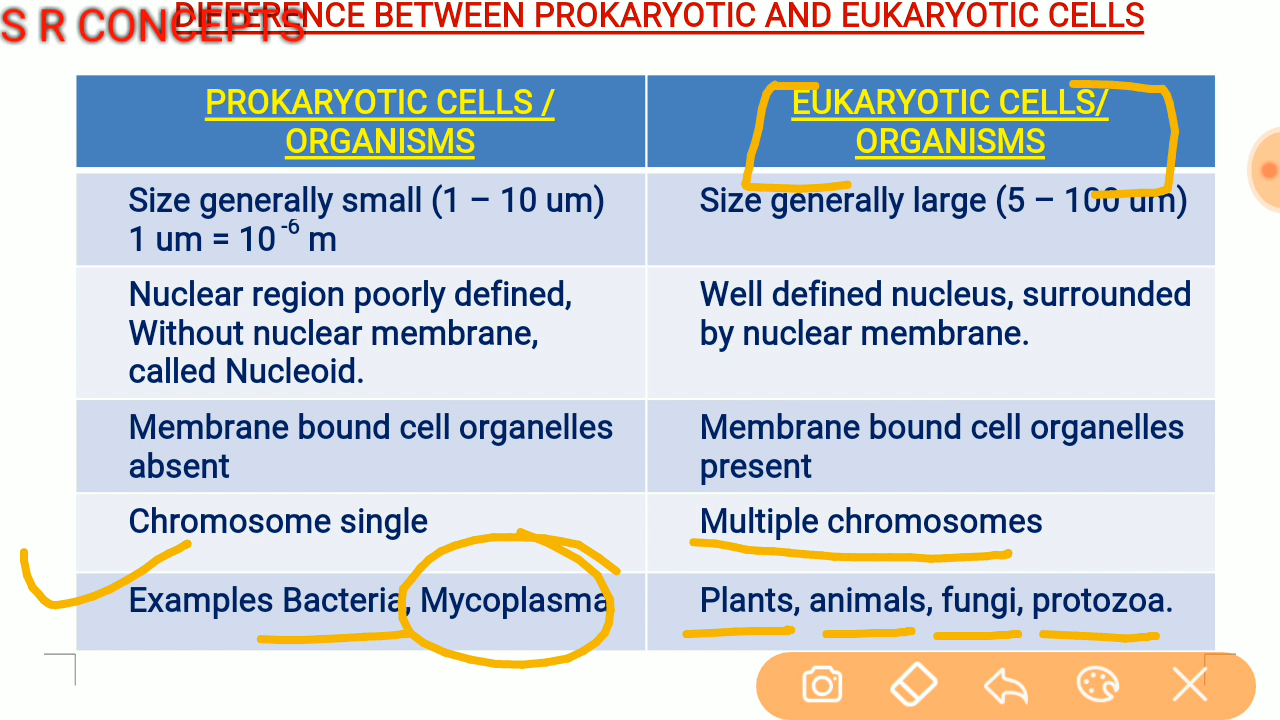 DIFFERENCE BETWEEN PROKARYOTIC AND EUKARYOTIC CELLS
S R CONCEPTS
PROKARYOTIC CELLS /
ORGANISMS
EUKARYOTIC CELLS/
ORGANISMS
Size generally small (1 – 10 um)
1 um = 10 -6 m
Size generally large (5 – 100 um)
Nuclear region poorly defined,
Without nuclear membrane,
called Nucleoid.
Well defined nucleus, surrounded
by nuclear membrane.
Membrane bound cell organelles
absent
Membrane bound cell organelles
present
Chromosome single
Multiple chromosomes
Examples Bacteria, Mycoplasma
Plants, animals, fungi, protozoa.